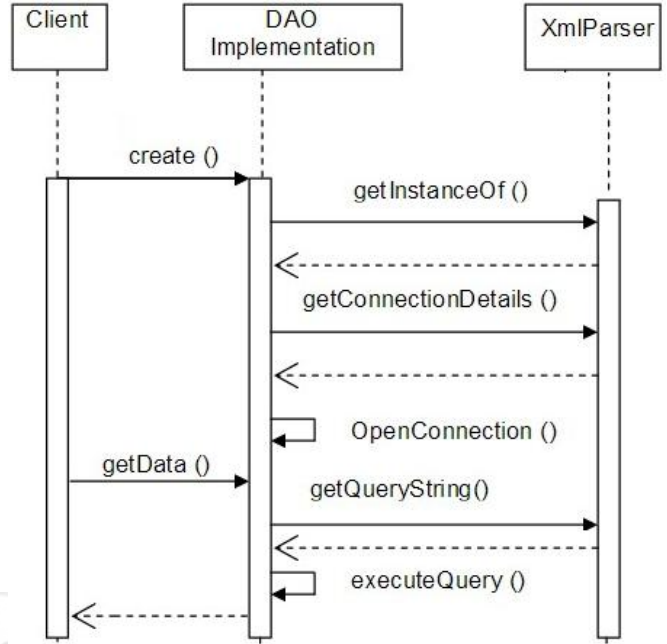 Client
DAO
Implementation
XmlParser
create ()
getInstanceOf ()
getConnectionDetails ()
OpenConnection ()
getData ()
getQueryString()
executeQuery ()